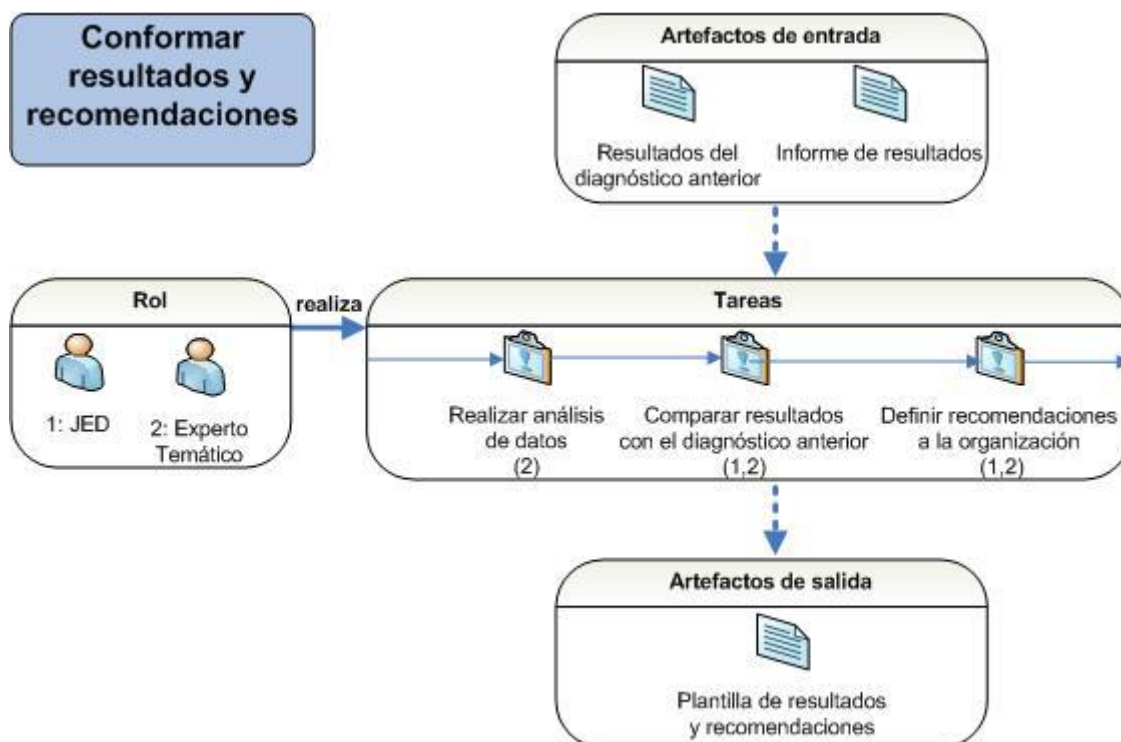 Conformar
resultados y
recomendaciones
Artefactos de entrada
Resultados del
diagnóstico anterior
Informe de resultados
Rol
1: JED
2: Experto
Temático
realiza
Tareas
Realizar análisis
de datos
(2)
Comparar resultados
con el diagnóstico anterior
(1,2)
Definir recomendaciones
a la organización
(1,2)
Artefactos de salida
Plantilla de resultados
y recomendaciones